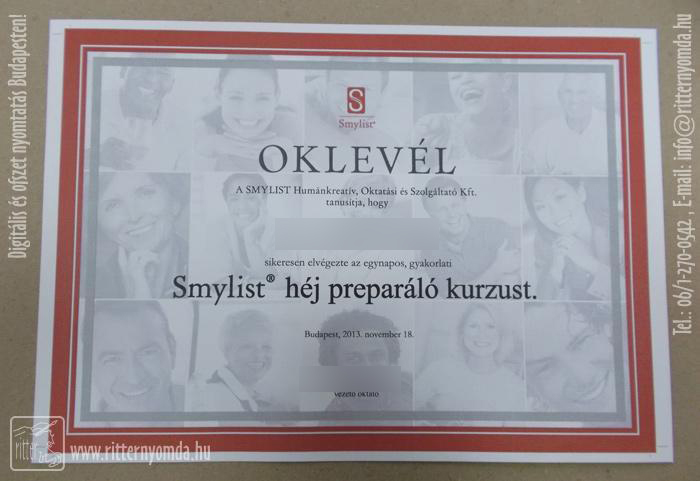 Digitális és ofszet nyomtatás Budapesten!
Tel.: 06/1-270-0542 E-mail: info@ritternyomda.hu
S
Smylist®
OKLEVÉL
A SMYLIST Humánkreatív, Oktatási és Szolgáltató Kft.
tanusítja, hogy
sikeresen elvégezte az egynapos, gyakorlati
Smylist® héj preparáló kurzust.
Budapest, 2013. november 18.
vezető oktató
ritter
www.ritternyomda.hu